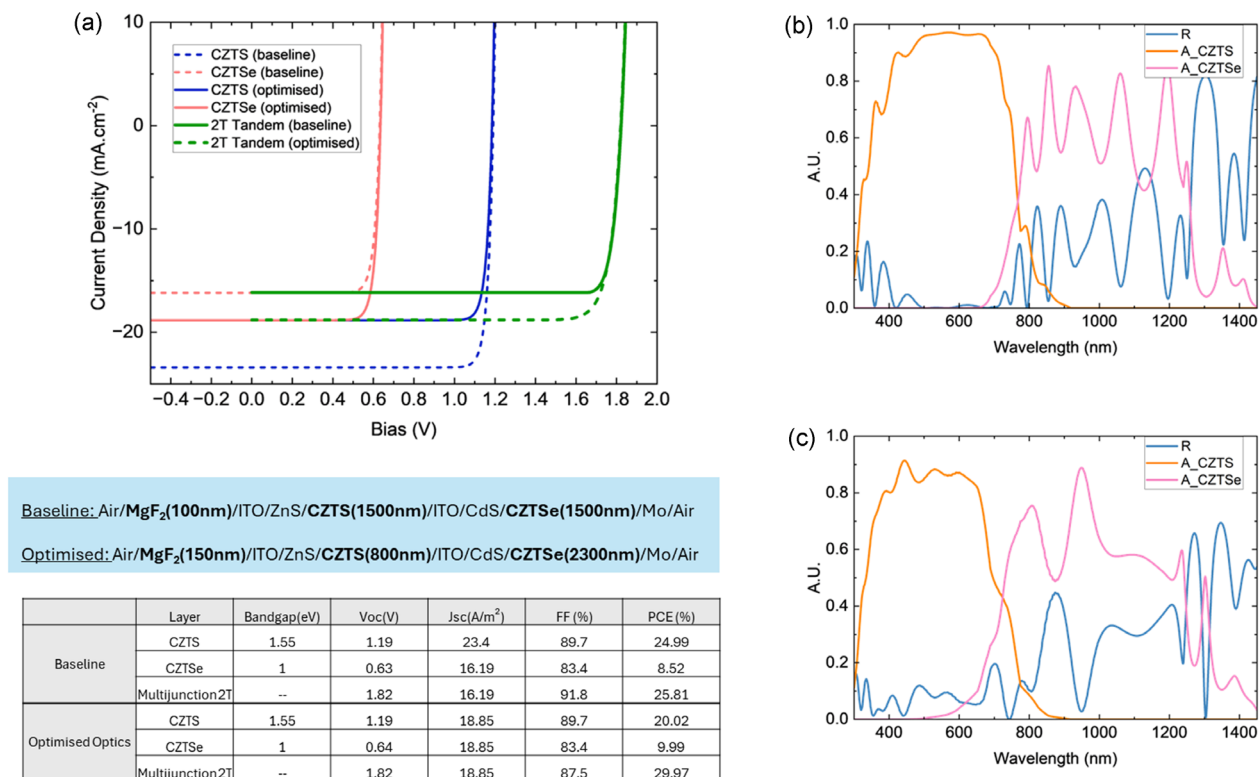 (a)
10
0
−10
−20
Current Density (mA.cm-2)
CZTS (baseline)
CZTSe (baseline)
CZTS (optimised)
CZTSe (optimised)
2T Tandem (baseline)
2T Tandem (optimised)
−0.4 −0.2 0.0 0.2 0.4 0.6 0.8 1.0 1.2 1.4 1.6 1.8 2.0
Bias (V)
(b)
1.0
0.8
0.6
0.4
0.2
0.0
A.U.
R
A_CZTS
A_CZTSe
400 600 800 1000 1200 1400
Wavelength (nm)
(c)
1.0
0.8
0.6
0.4
0.2
0.0
A.U.
R
A_CZTS
A_CZTSe
400 600 800 1000 1200 1400
Wavelength (nm)
Baseline: Air/MgF2(100nm)/ITO/ZnS/CZTS(1500nm)/ITO/CdS/CZTSe(1500nm)/Mo/Air
Optimised: Air/MgF2(150nm)/ITO/ZnS/CZTS(800nm)/ITO/CdS/CZTSe(2300nm)/Mo/Air
Layer Bandgap(eV) Voc(V) Jsc(A/m2) FF (%) PCE (%)
Baseline
CZTS 1.55 1.19 23.4 89.7 24.99
CZTSe 1 0.63 16.19 83.4 8.52
Multijunction 2T -- 1.82 16.19 91.8 25.81
Optimised Optics
CZTS 1.55 1.19 18.85 89.7 20.02
CZTSe 1 0.64 18.85 83.4 9.99
Multijunction 2T -- 1.82 18.85 87.5 29.97